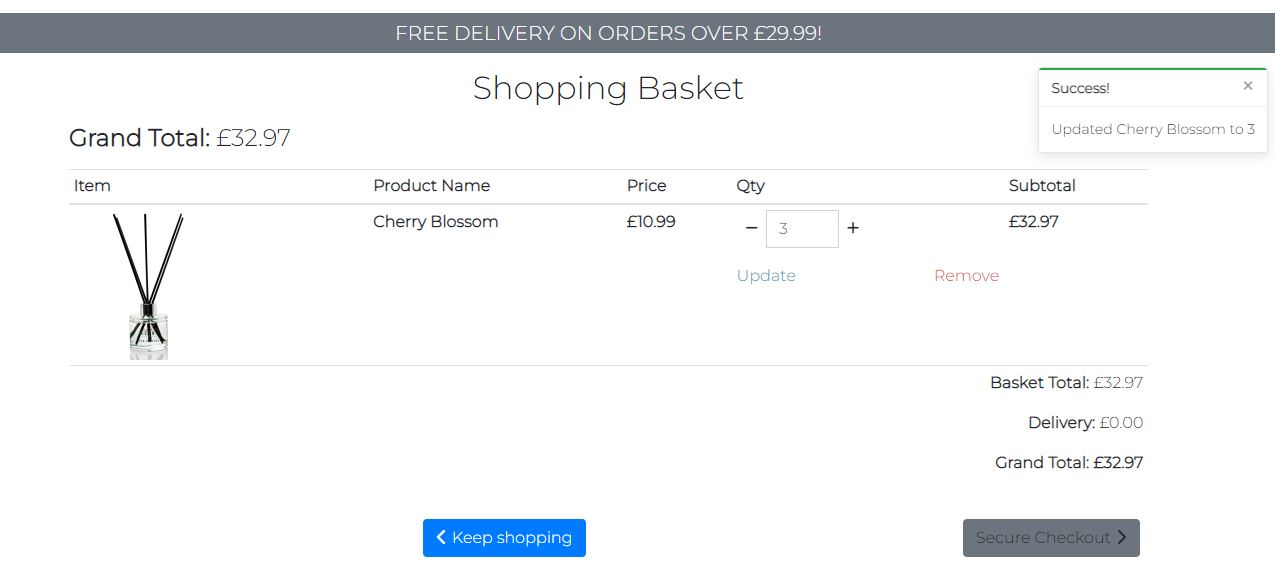 FREE DELIVERY ON ORDERS OVER £29.99!
Shopping Basket
Success! ×
Updated Cherry Blossom to 3
Grand Total: £32.97
Item Product Name Price Qty Subtotal
Cherry Blossom £10.99 − 3 + £32.97
Update Remove
Basket Total: £32.97
Delivery: £0.00
Grand Total: £32.97
Keep shopping Secure Checkout